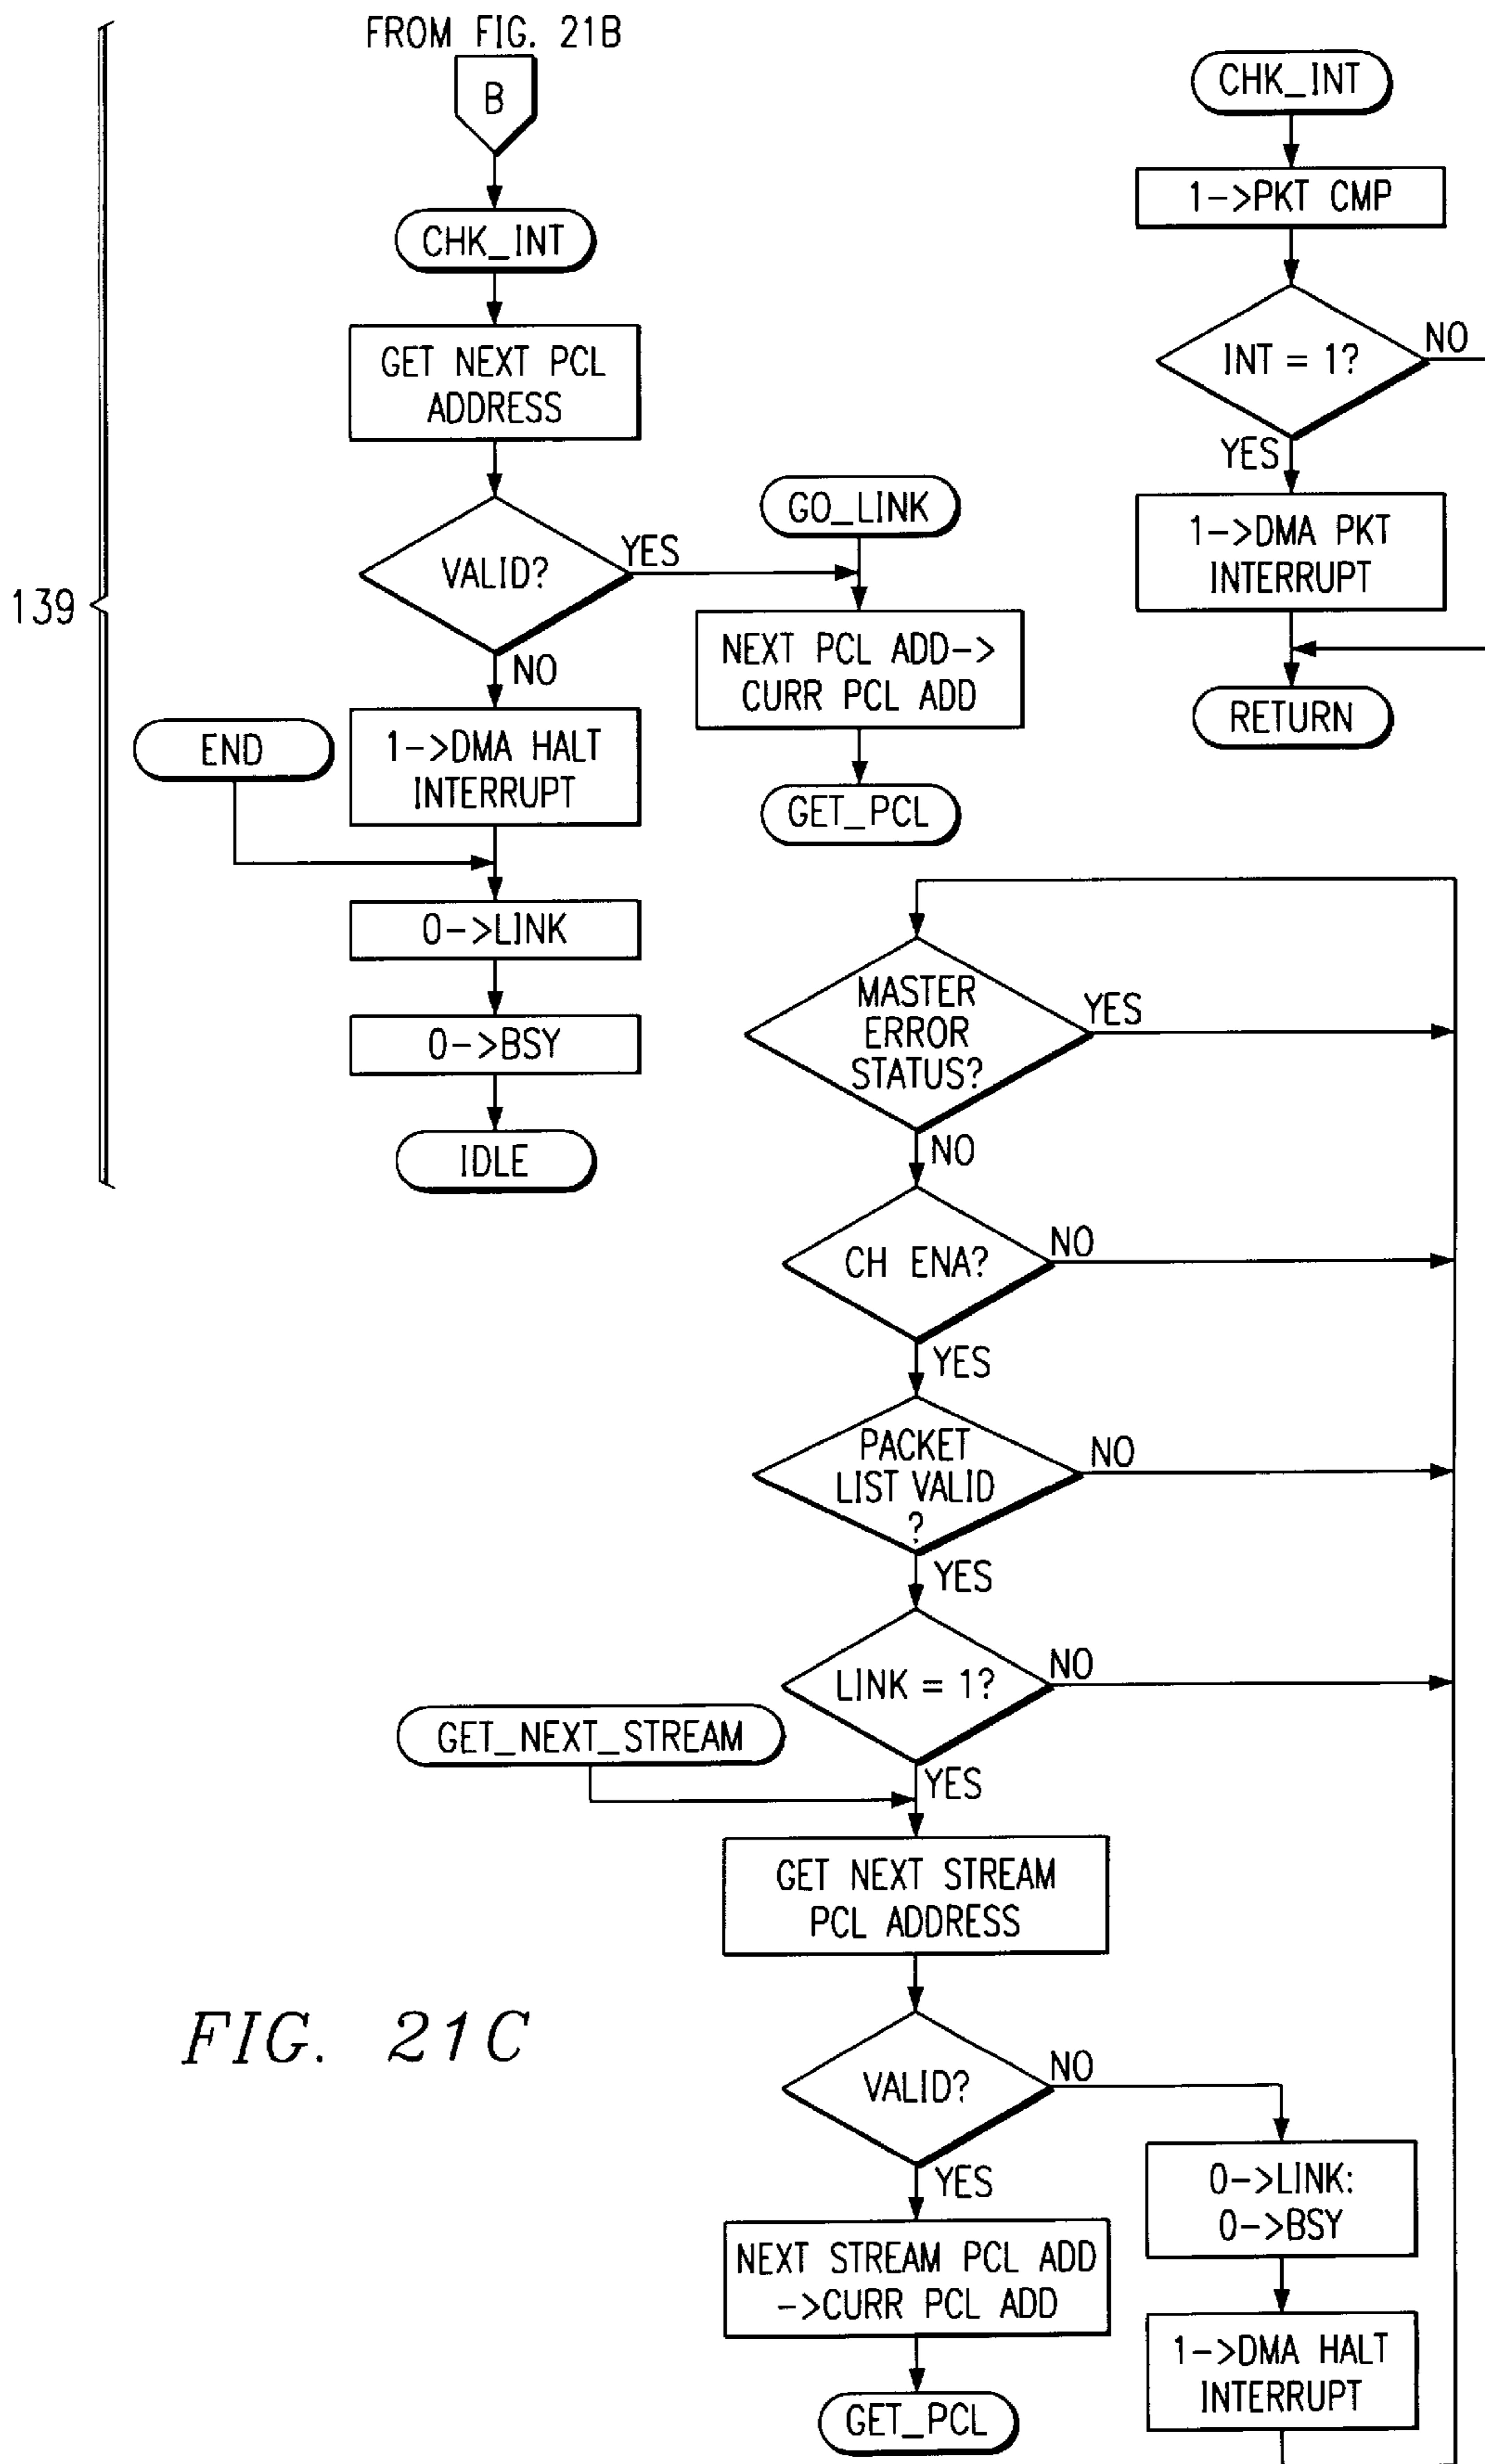 FROM FIG. 21B
B
CHK_INT
GET NEXT PCL
ADDRESS
VALID?
YES
NO
GO_LINK
NEXT PCL ADD->
CURR PCL ADD
GET_PCL
139
END
1->DMA HALT
INTERRUPT
0->LINK
0->BSY
IDLE
CHK_INT
1->PKT CMP
INT = 1?
NO
YES
1->DMA PKT
INTERRUPT
RETURN
MASTER
ERROR
STATUS?
YES
NO
CH ENA?
NO
YES
PACKET
LIST VALID
?
NO
YES
LINK = 1?
NO
YES
GET_NEXT_STREAM
GET NEXT STREAM
PCL ADDRESS
VALID?
NO
YES
0->LINK:
0->BSY
NEXT STREAM PCL ADD
->CURR PCL ADD
1->DMA HALT
INTERRUPT
GET_PCL
FIG. 21C